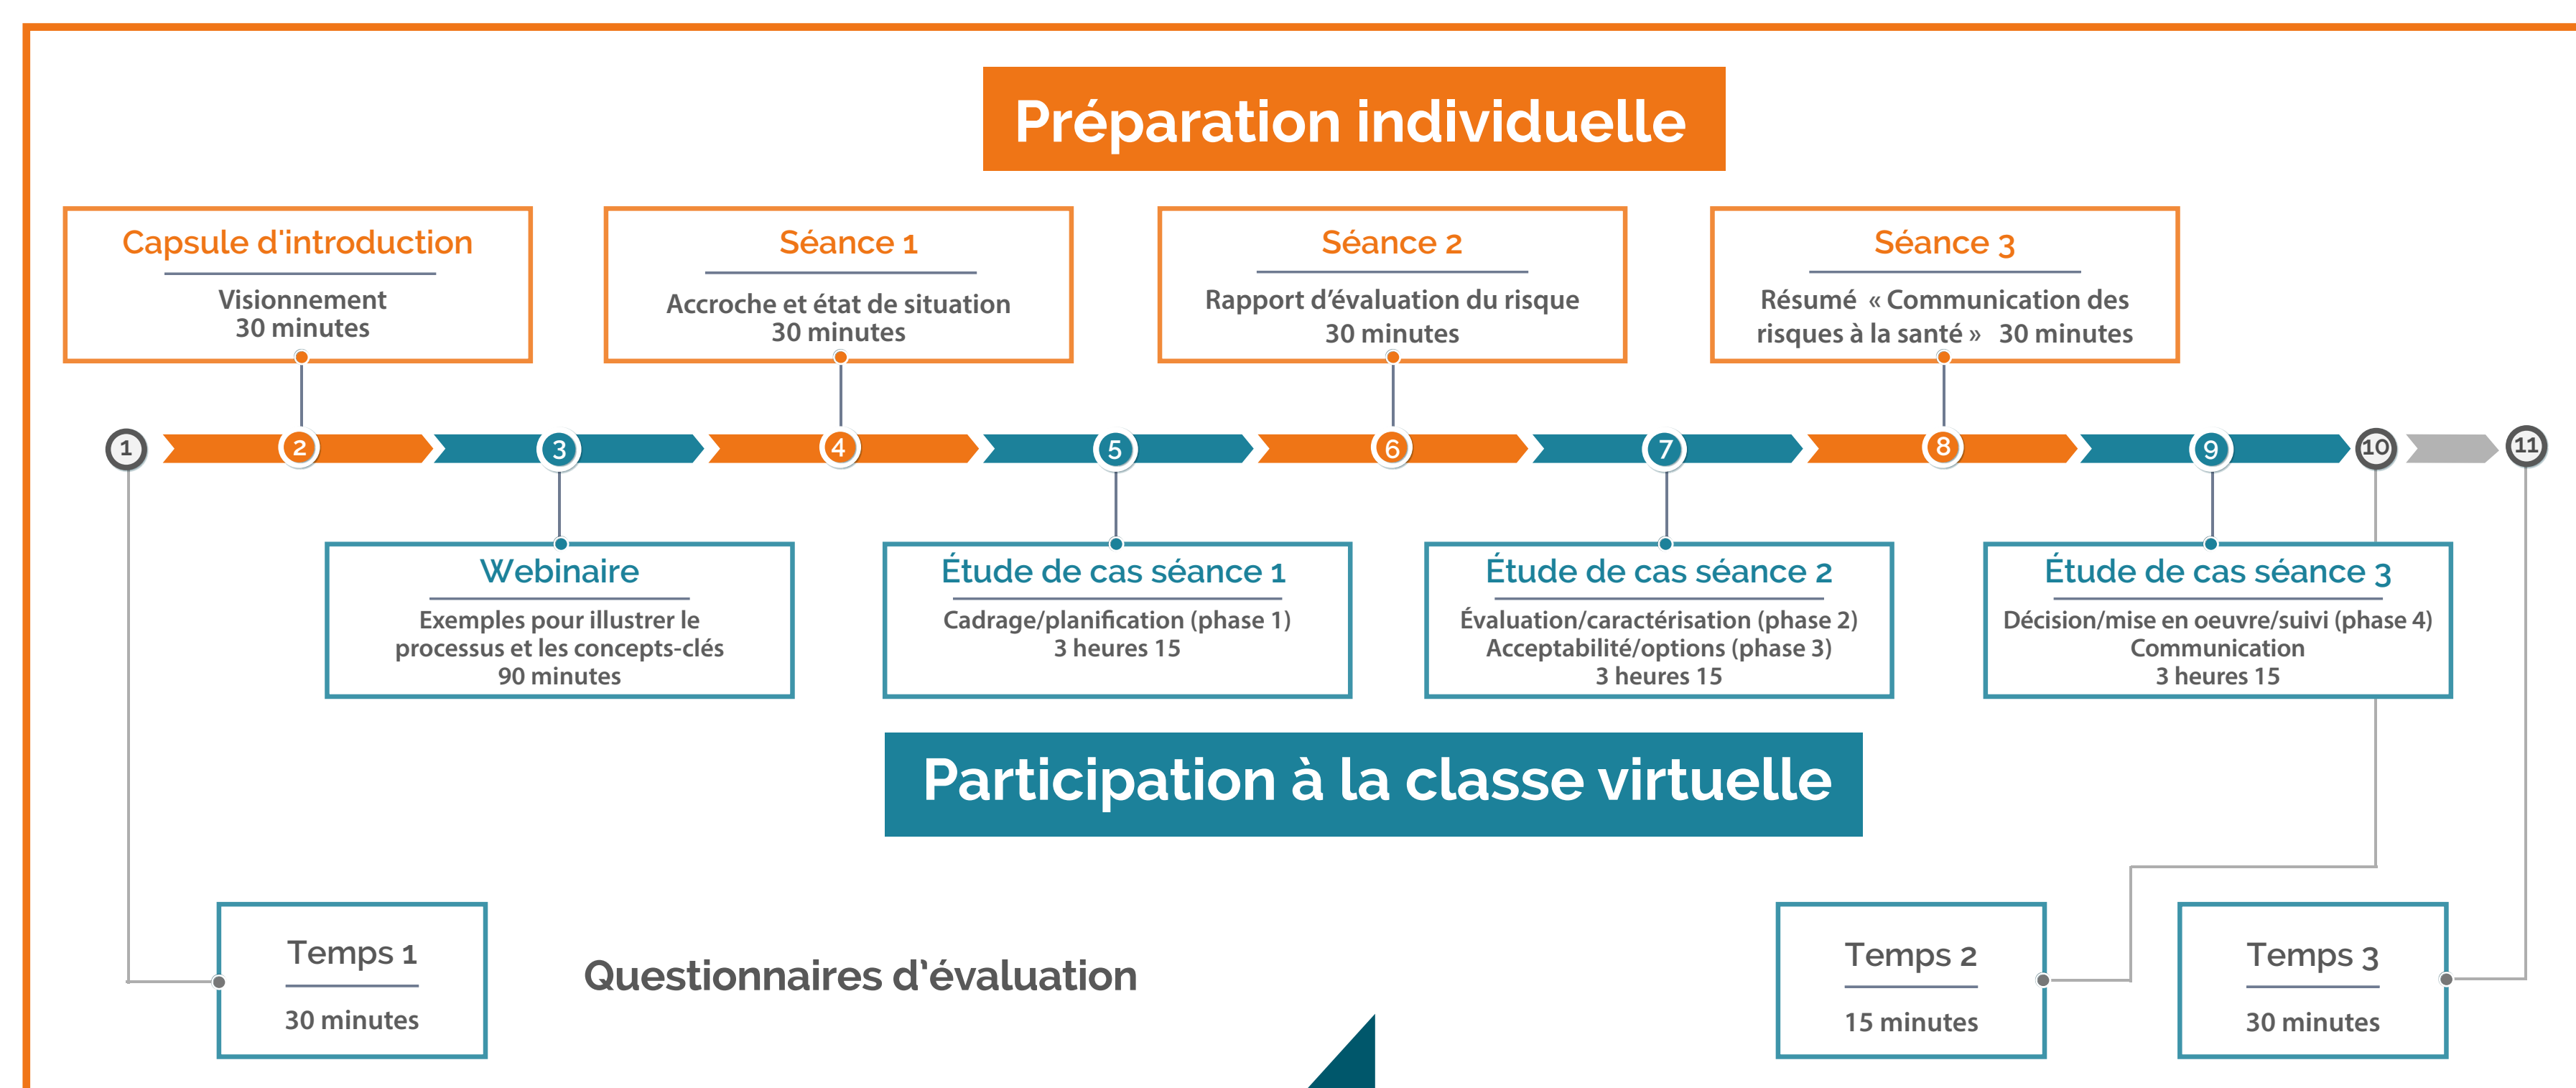 Préparation individuelle
Capsule d'introduction
Visionnement
30 minutes
Séance 1
Accroche et état de situation
30 minutes
Séance 2
Rapport d’évaluation du risque
30 minutes
Séance 3
Résumé « Communication des
risques à la santé » 30 minutes
1
2
3
4
5
6
7
8
9
10
11
Webinaire
Exemples pour illustrer le
processus et les concepts-clés
90 minutes
Étude de cas séance 1
Cadrage/planification (phase 1)
3 heures 15
Étude de cas séance 2
Évaluation/caractérisation (phase 2)
Acceptabilité/options (phase 3)
3 heures 15
Étude de cas séance 3
Décision/mise en oeuvre/suivi (phase 4)
Communication
3 heures 15
Participation à la classe virtuelle
Temps 1
30 minutes
Questionnaires d’évaluation
Temps 2
15 minutes
Temps 3
30 minutes